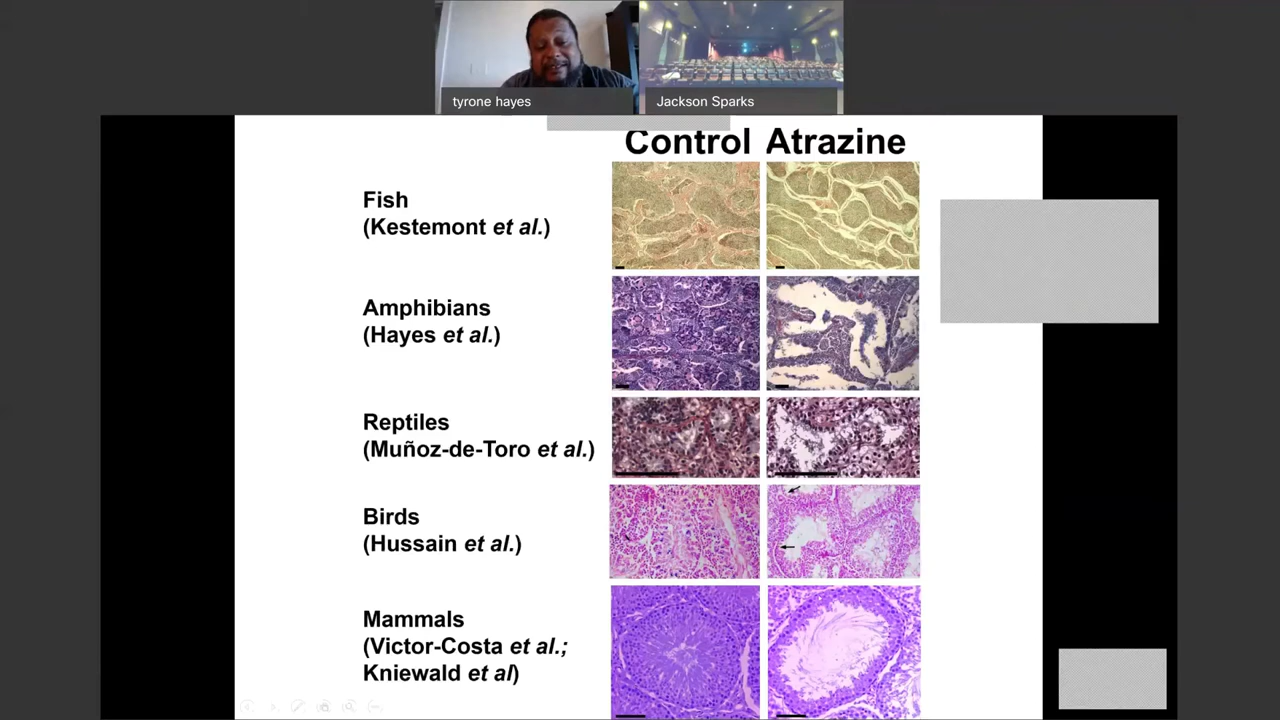 tyrone hayes
Jackson Sparks
Control Atrazine
Fish
(Kestemont et al.)
Amphibians
(Hayes et al.)
Reptiles
(Muñoz-de-Toro et al.)
Birds
(Hussain et al.)
Mammals
(Victor-Costa et al.;
Kniewald et al)